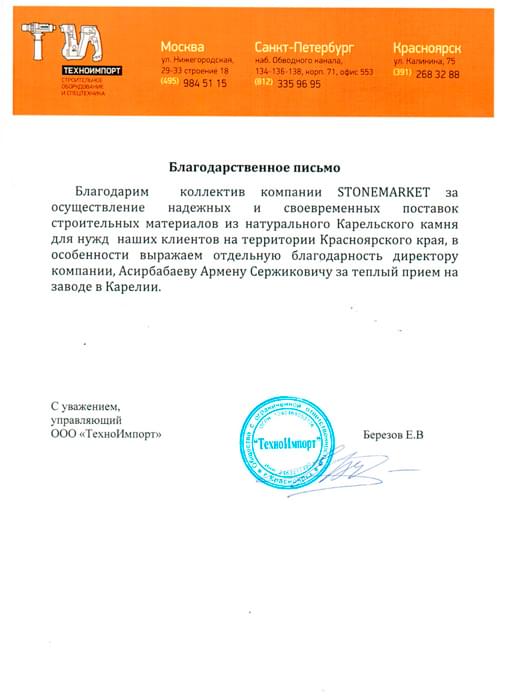 ТЕХНОИМПОРТ
СТРОИТЕЛЬНОЕ
ОБОРУДОВАНИЕ
И СПЕЦТЕХНИКА
Москва
ул. Нижегородская,
29-33 строение 18
(495) 984 51 15
Санкт-Петербург
наб. Обводного канала,
134-136-138, корп. 71, офис 553
(812) 335 96 95
Красноярск
ул. Калинина, 75
(391) 268 32 88
Благодарственное письмо
Благодарим коллектив компании STONEMARKET за
осуществление надежных и своевременных поставок
строительных материалов из натурального Карельского камня
для нужд наших клиентов на территории Красноярского края, в
особенности выражаем отдельную благодарность директору
компании, Асирбабаеву Армену Сержиковичу за теплый прием на
заводе в Карелии.
С уважением,
управляющий
ООО «ТехноИмпорт»
Общество с ограниченной ответственностью
"ТехноИмпорт"
г. Красноярск
Березов Е.В